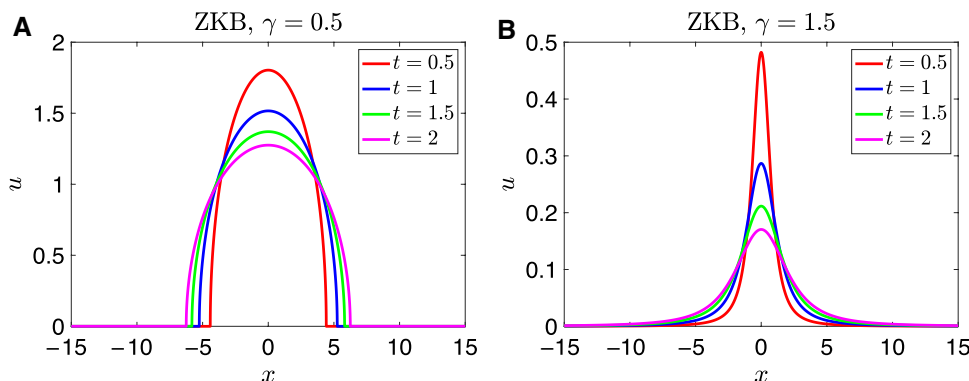 A
ZKB, γ = 0.5
2
1.5
1
0.5
0
u
t = 0.5
t = 1
t = 1.5
t = 2
−15 −10 −5 0 5 10 15
x
B
ZKB, γ = 1.5
0.5
0.4
0.3
0.2
0.1
0
u
t = 0.5
t = 1
t = 1.5
t = 2
−15 −10 −5 0 5 10 15
x